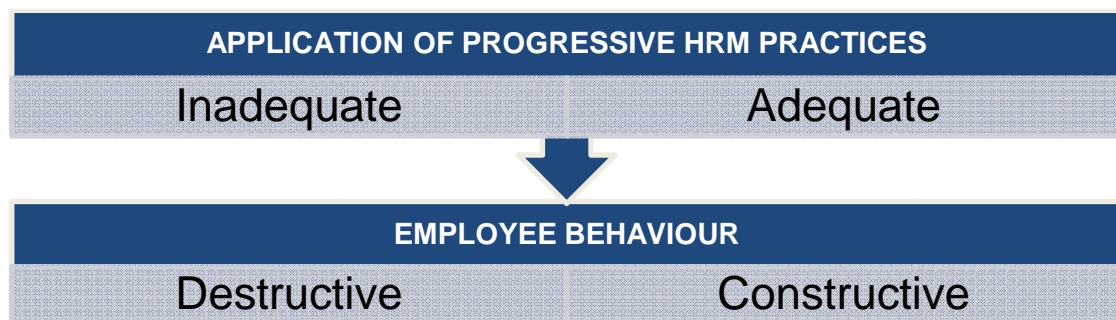 APPLICATION OF PROGRESSIVE HRM PRACTICES
Inadequate Adequate
EMPLOYEE BEHAVIOUR
Destructive Constructive